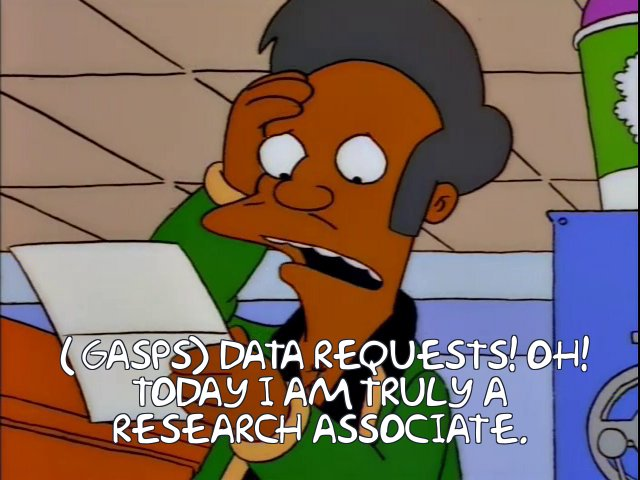 ( GASPS) DATA REQUESTS! OH!
TODAY I AM TRULY A
RESEARCH ASSOCIATE.